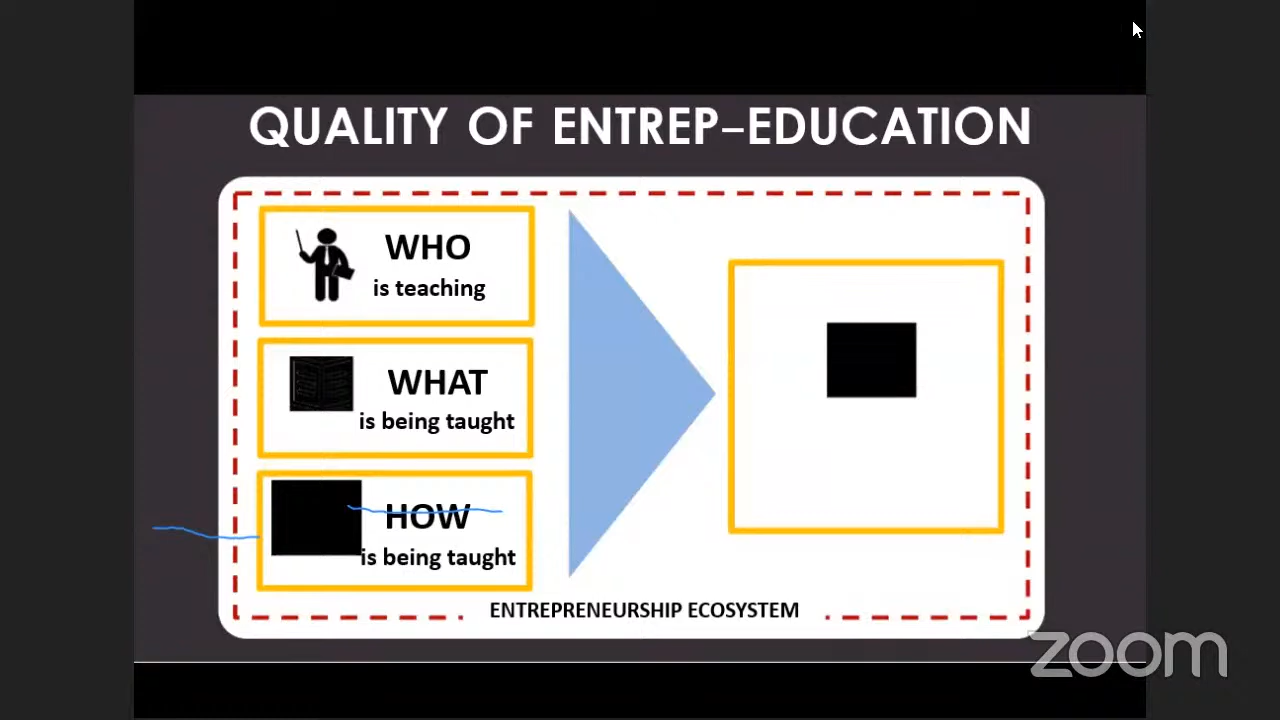 QUALITY OF ENTREP–EDUCATION
WHO
is teaching
WHAT
is being taught
HOW
is being taught
ENTREPRENEURSHIP ECOSYSTEM
zoom